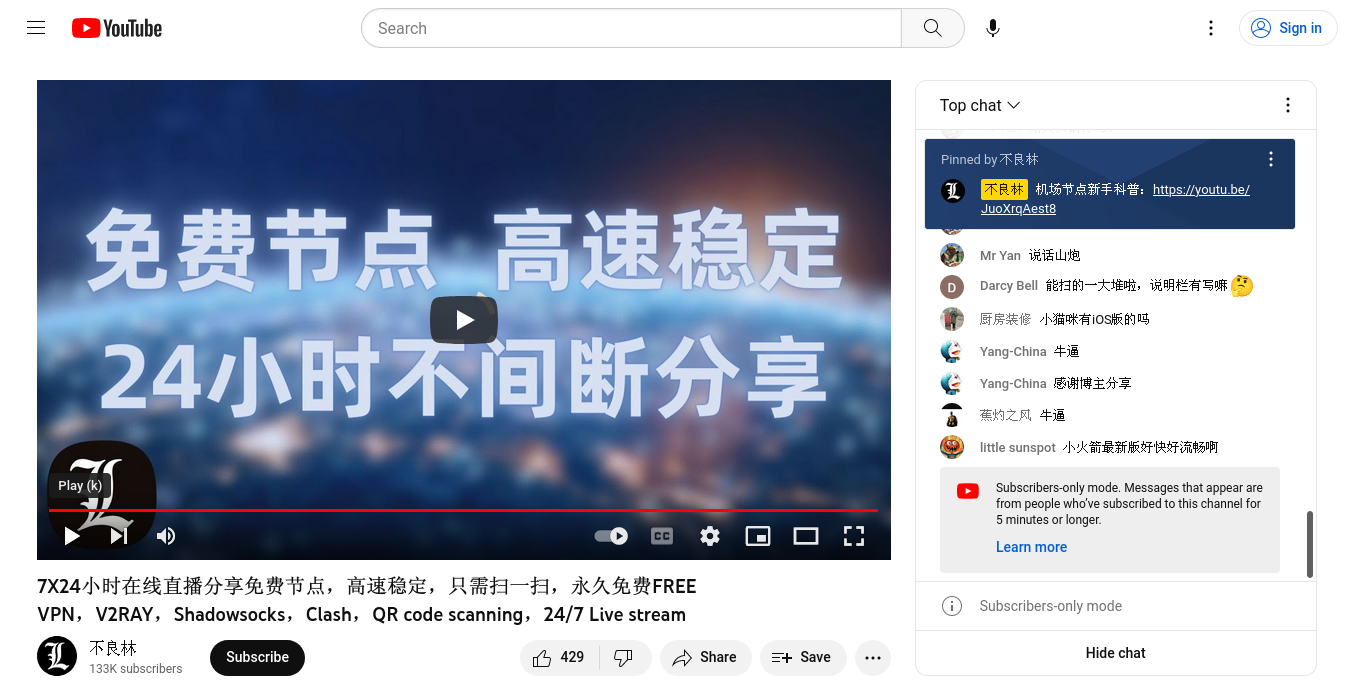 YouTube
Search
Sign in
免费节点 高速稳定
24小时不间断分享
Play (k)
CC
7X24小时在线直播分享免费节点，高速稳定，只需扫一扫，永久免费FREE
VPN，V2RAY，Shadowsocks，Clash，QR code scanning，24/7 Live stream
不良林
133K subscribers
Subscribe
429
Share
Save
Top chat
Pinned by 不良林
不良林 机场节点新手科普：https://youtu.be/
JuoXrqAest8
Mr Yan 说话山炮
D Darcy Bell 能扫的一大堆啦，说明栏有写嘛
厨房装修 小猫咪有iOS版的吗
Yang-China 牛逼
Yang-China 感谢博主分享
蕉灼之风 牛逼
little sunspot 小火箭最新版好快好流畅啊
Subscribers-only mode. Messages that appear are
from people who've subscribed to this channel for
5 minutes or longer.
Learn more
Subscribers-only mode
Hide chat